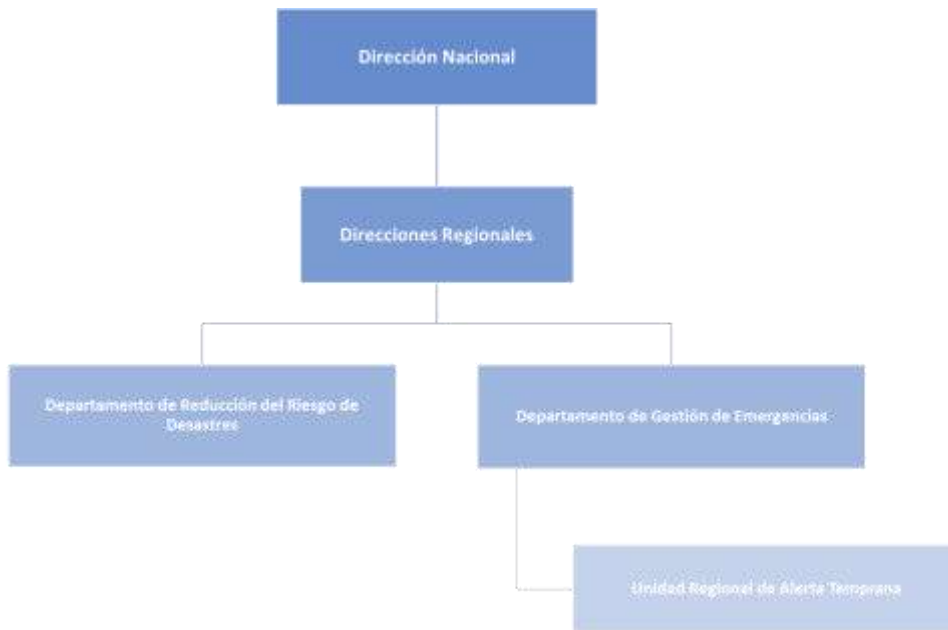 Dirección Nacional
Direcciones Regionales
Departamento de Reducción del Riesgo de
Desastres
Departamento de Gestión de Emergencias
Unidad Regional de Alerta Temprana